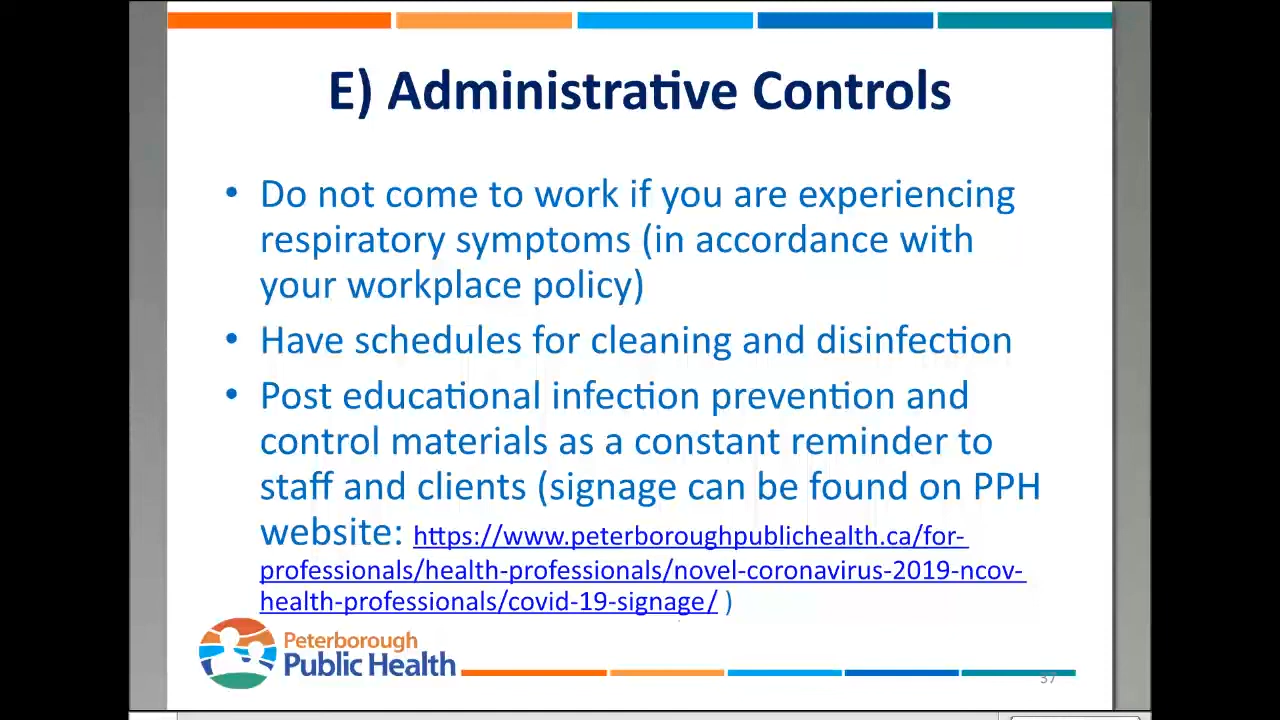 E) Administrative Controls
• Do not come to work if you are experiencing
respiratory symptoms (in accordance with
your workplace policy)
• Have schedules for cleaning and disinfection
• Post educational infection prevention and
control materials as a constant reminder to
staff and clients (signage can be found on PPH
website: https://www.peterboroughpublichealth.ca/for-
professionals/health-professionals/novel-coronavirus-2019-ncov-
health-professionals/covid-19-signage/ )
Peterborough
Public Health
37